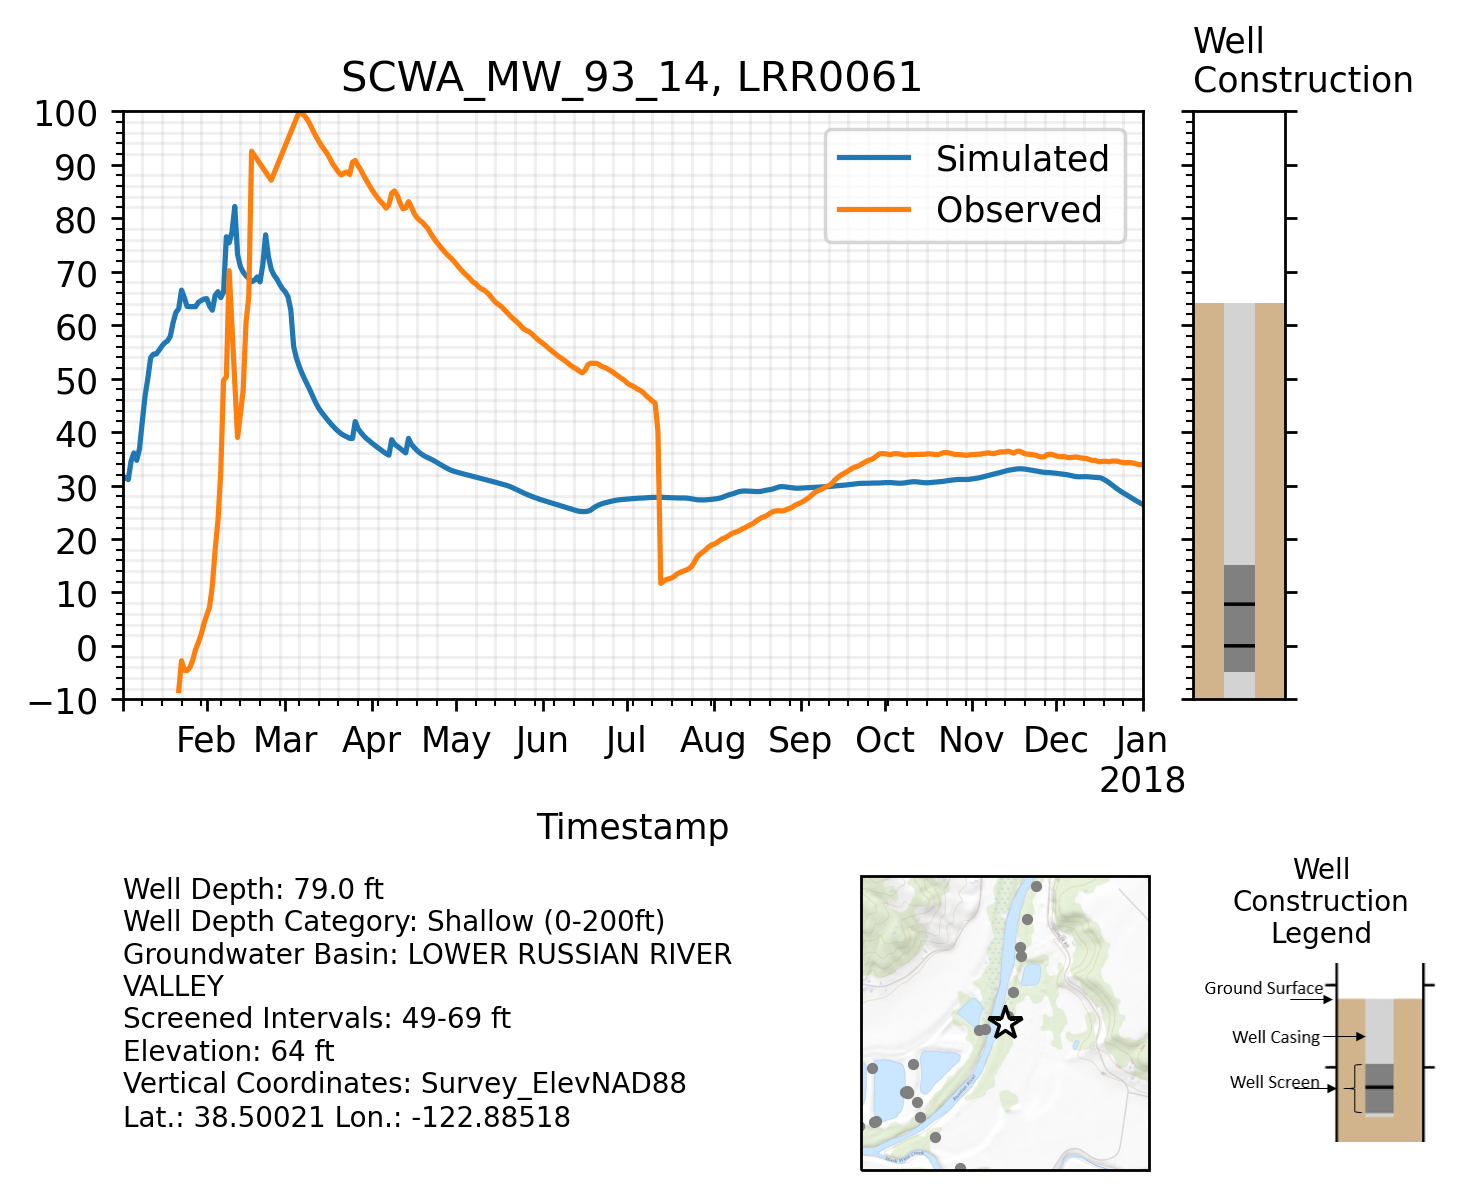 Well
Construction
SCWA_MW_93_14, LRR0061
100
90
80
70
60
50
40
30
20
10
0
−10
Simulated
Observed
Feb Mar Apr May Jun Jul Aug Sep Oct Nov Dec Jan
2018
Timestamp
Well Depth: 79.0 ft
Well Depth Category: Shallow (0-200ft)
Groundwater Basin: LOWER RUSSIAN RIVER
VALLEY
Screened Intervals: 49-69 ft
Elevation: 64 ft
Vertical Coordinates: Survey_ElevNAD88
Lat.: 38.50021 Lon.: -122.88518
Well
Construction
Legend
Ground Surface
Well Casing
Well Screen